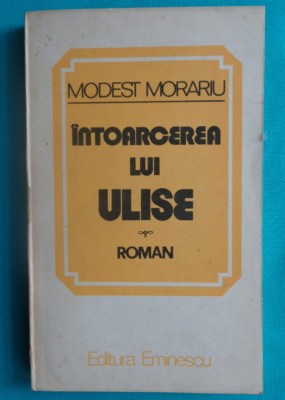 MODEST MORARIU
ÎNTOARCEREA
LUI
ULISE
ROMAN
Editura Eminescu